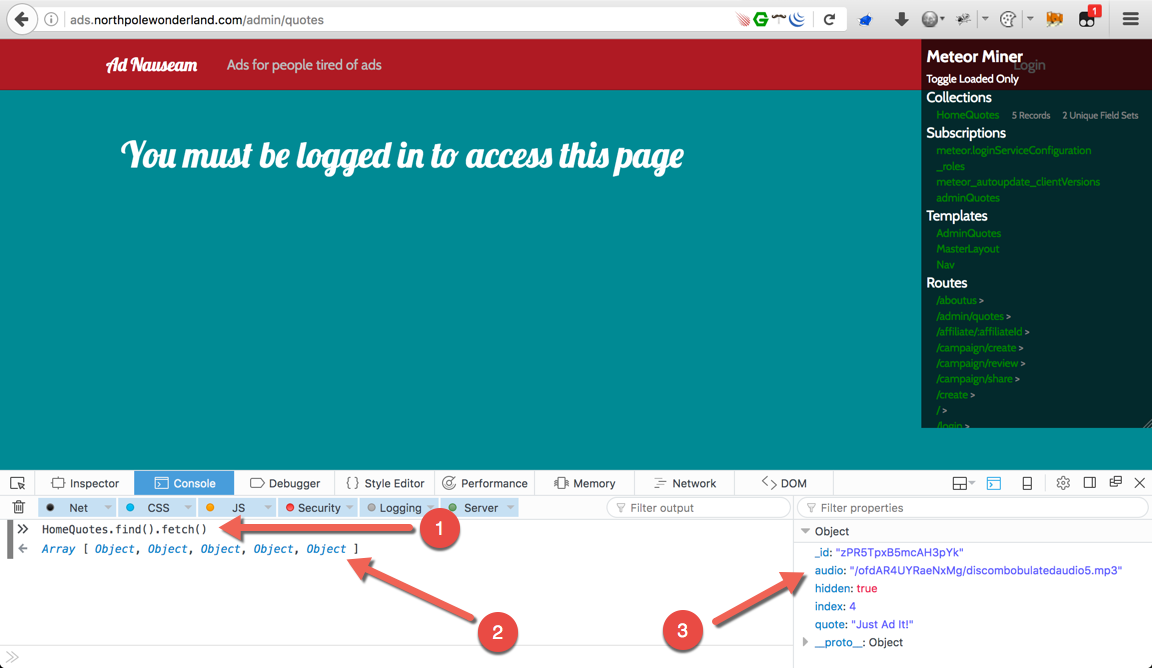 ads.northpolewonderland.com/admin/quotes
1
Ad Nauseam Ads for people tired of ads Login
Meteor Miner
Toggle Loaded Only
Collections
HomeQuotes 5 Records 2 Unique Field Sets
Subscriptions
meteor.loginServiceConfiguration
_roles
meteor_autoupdate_clientVersions
adminQuotes
Templates
AdminQuotes
MasterLayout
Nav
Routes
/aboutus >
/admin/quotes >
/affiliate/:affiliateId >
/campaign/create >
/campaign/review >
/campaign/share >
/create >
/ >
/login >
You must be logged in to access this page
Inspector Console Debugger Style Editor Performance Memory Network DOM
Net CSS JS Security Logging Server Filter output Filter properties
HomeQuotes.find().fetch()
Array [ Object, Object, Object, Object, Object ]
1
2
3
Object
_id: "zPR5TpxB5mcAH3pYk"
audio: "/ofdAR4UYRaeNxMg/discombobulatedaudio5.mp3"
hidden: true
index: 4
quote: "Just Ad It!"
__proto__: Object